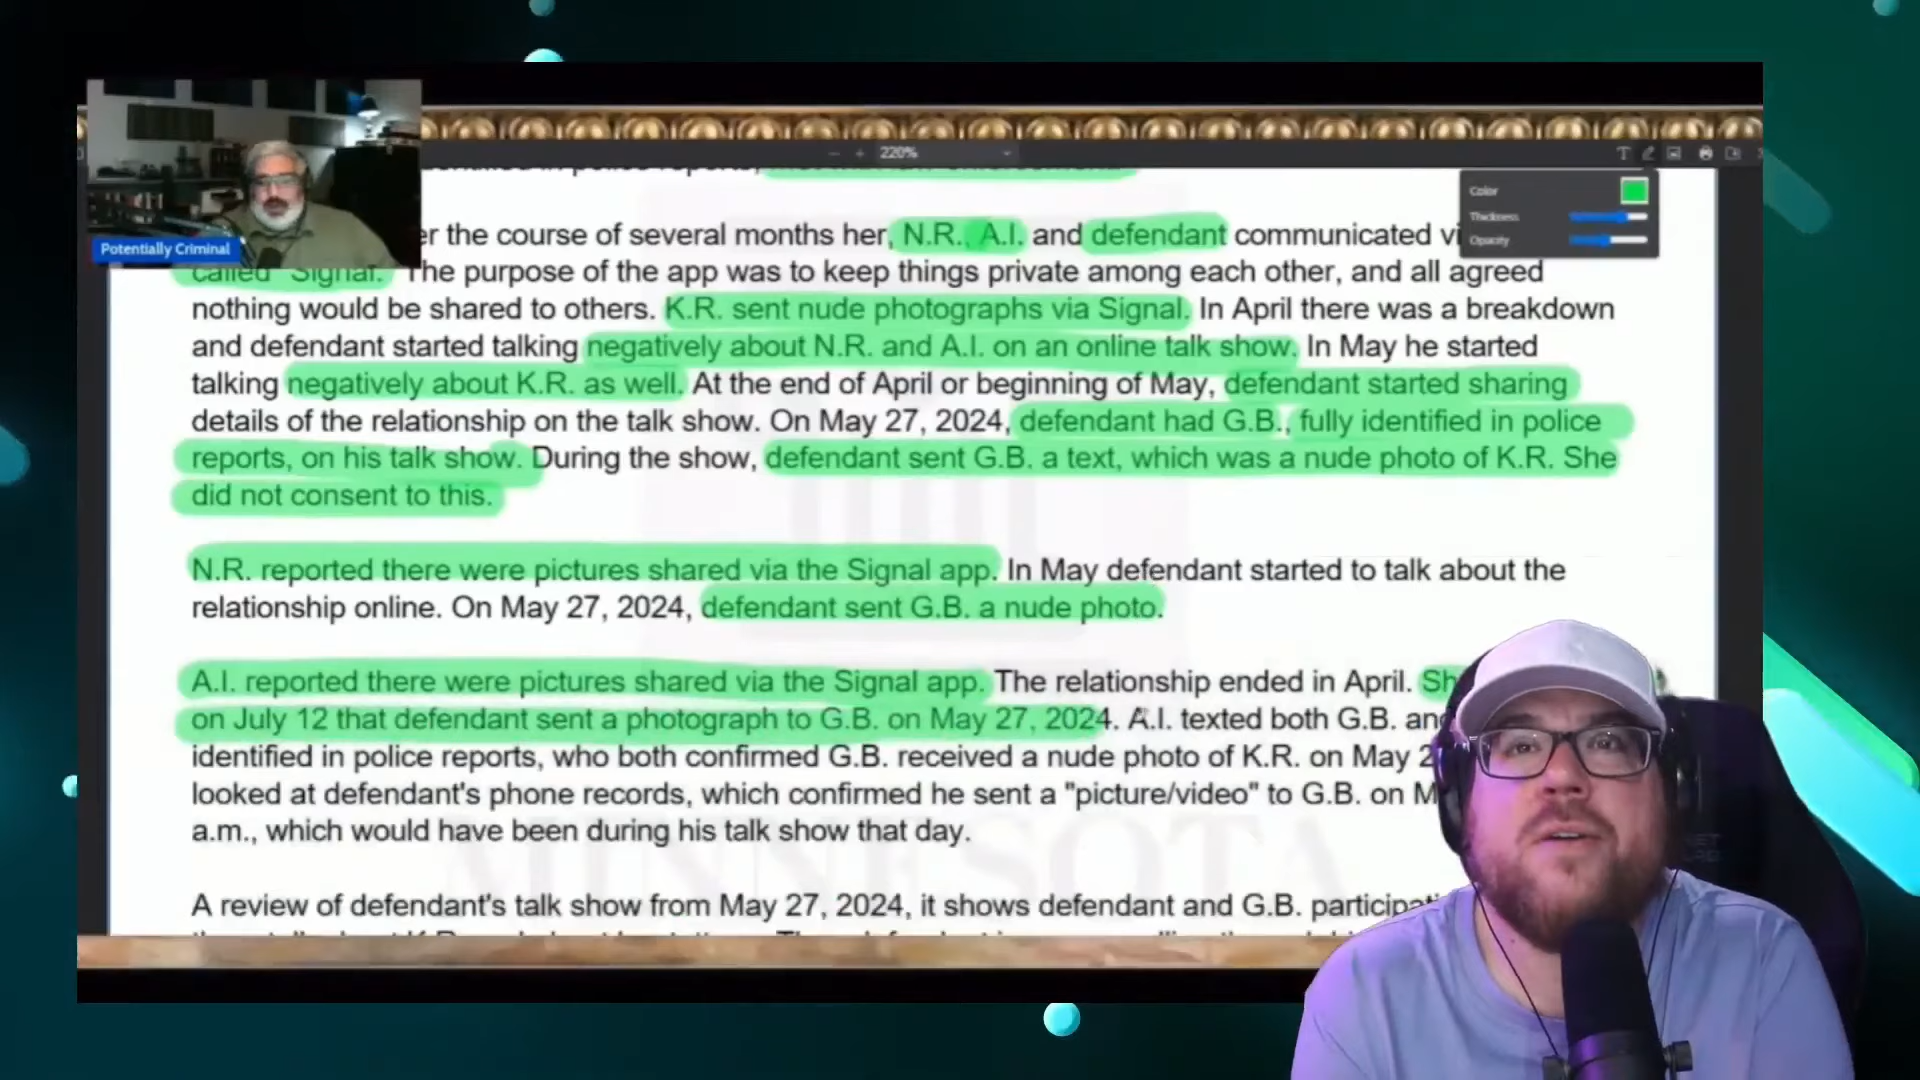 220%
Color
Thickness
Opacity
Potentially Criminal
er the course of several months her, N.R., A.I. and defendant communicated vi
called "Signal." The purpose of the app was to keep things private among each other, and all agreed
nothing would be shared to others. K.R. sent nude photographs via Signal. In April there was a breakdown
and defendant started talking negatively about N.R. and A.I. on an online talk show. In May he started
talking negatively about K.R. as well. At the end of April or beginning of May, defendant started sharing
details of the relationship on the talk show. On May 27, 2024, defendant had G.B., fully identified in police
reports, on his talk show. During the show, defendant sent G.B. a text, which was a nude photo of K.R. She
did not consent to this.
N.R. reported there were pictures shared via the Signal app. In May defendant started to talk about the
relationship online. On May 27, 2024, defendant sent G.B. a nude photo.
A.I. reported there were pictures shared via the Signal app. The relationship ended in April. Sh
on July 12 that defendant sent a photograph to G.B. on May 27, 2024. A.I. texted both G.B. and
identified in police reports, who both confirmed G.B. received a nude photo of K.R. on May 2
looked at defendant's phone records, which confirmed he sent a "picture/video" to G.B. on M
a.m., which would have been during his talk show that day.
MINNESOTA
A review of defendant's talk show from May 27, 2024, it shows defendant and G.B. participati